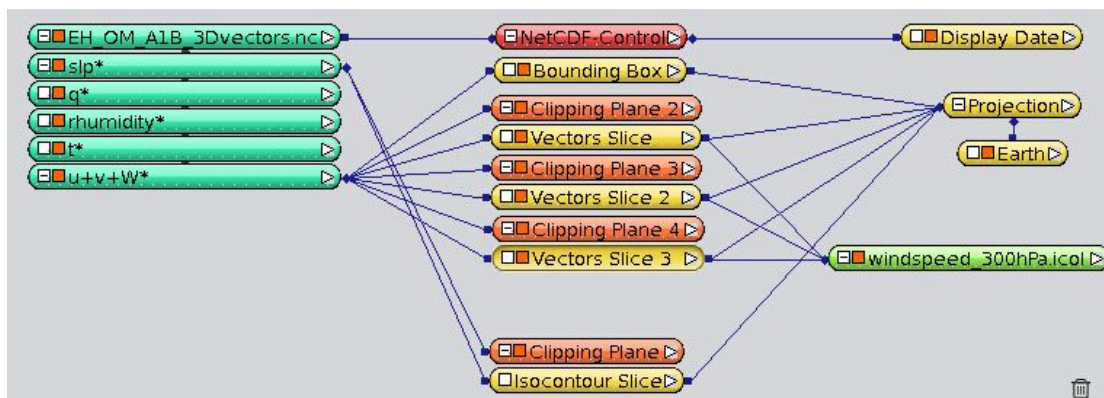 EH_OM_A1B_3Dvectors.nc
NetCDF-Control
Display Date
slp*
Bounding Box
q*
Clipping Plane 2
Projection
rhumidity*
Vectors Slice
t*
Clipping Plane 3
Earth
u+v+W*
Vectors Slice 2
Clipping Plane 4
Vectors Slice 3
windspeed_300hPa.icol
Clipping Plane
Isocontour Slice